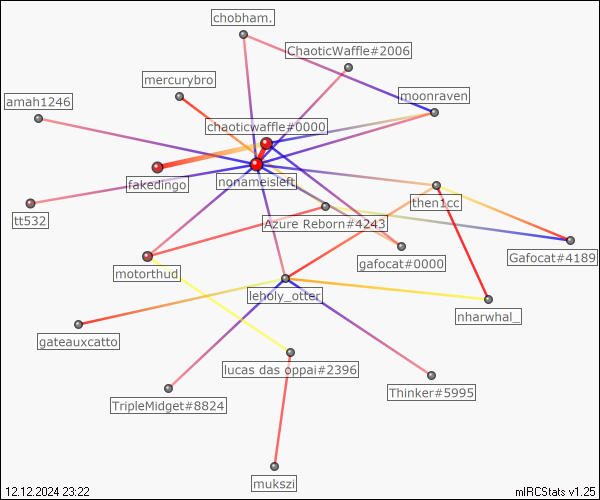 chobham.
ChaoticWaffle#2006
mercurybro
moonraven
amah1246
chaoticwaffle#0000
fakedingo
nonameisleft
then1cc
tt532
Azure Reborn#4243
Gafocat#4189
gafocat#0000
motorthud
leholy_otter
nharwhal_
gateauxcatto
lucas das oppai#2396
Thinker#5995
TripleMidget#8824
mukszi
12.12.2024 23:22
mIRCStats v1.25